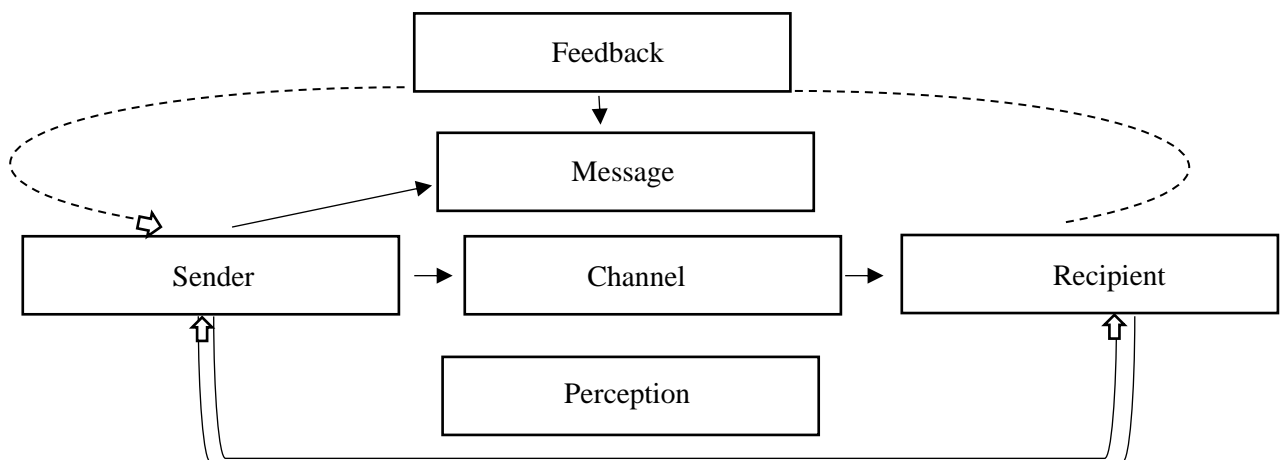 Feedback
Message
Sender
Channel
Recipient
Perception